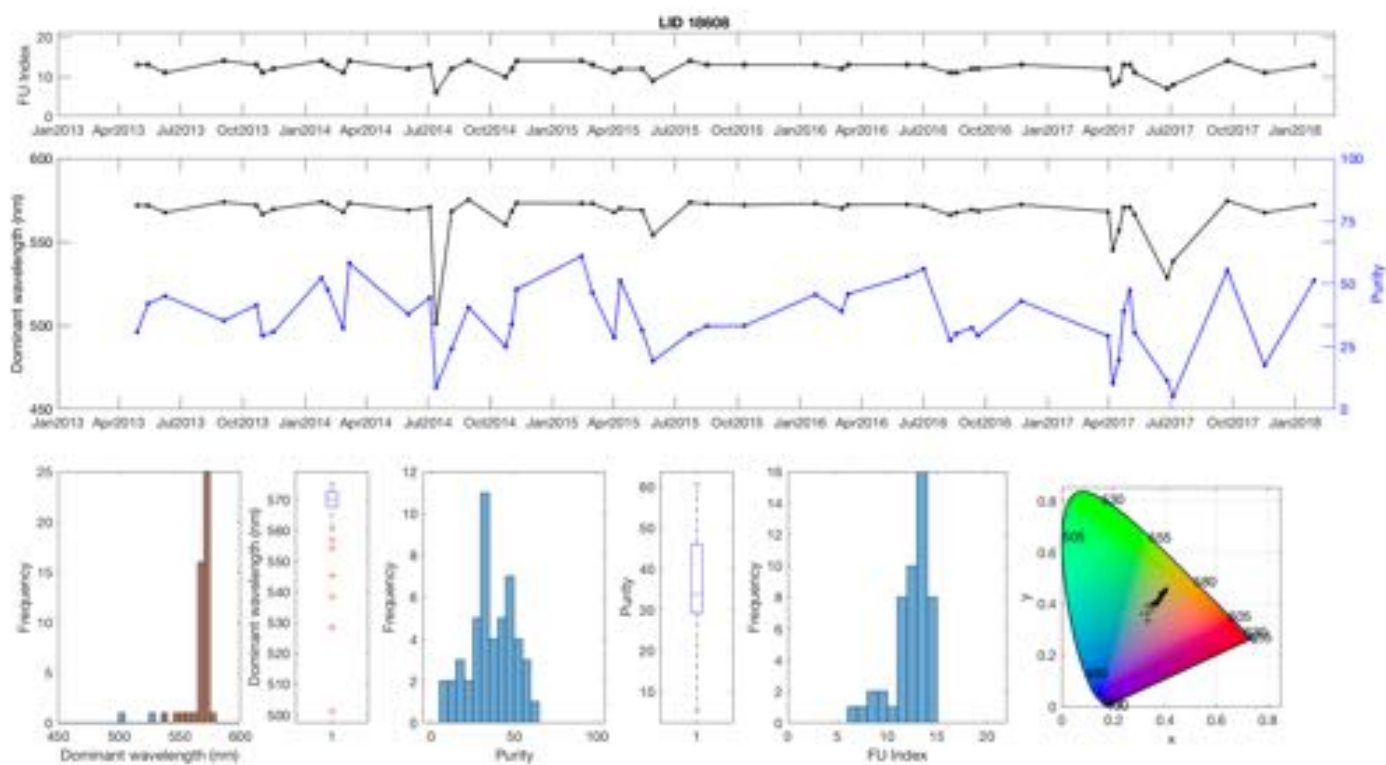 LID 18608
FU Index
20
10
0
Jan2013 Apr2013 Jul2013 Oct2013 Jan2014 Apr2014 Jul2014 Oct2014 Jan2015 Apr2015 Jul2015 Oct2015 Jan2016 Apr2016 Jul2016 Oct2016 Jan2017 Apr2017 Jul2017 Oct2017 Jan2018
Dominant wavelength (nm)
600
550
500
450
100
75
50
25
0
Purity
Jan2013 Apr2013 Jul2013 Oct2013 Jan2014 Apr2014 Jul2014 Oct2014 Jan2015 Apr2015 Jul2015 Oct2015 Jan2016 Apr2016 Jul2016 Oct2016 Jan2017 Apr2017 Jul2017 Oct2017 Jan2018
Frequency
25
20
15
10
5
0
450 500 550 600
Dominant wavelength (nm)
Dominant wavelength (nm)
570
560
550
540
530
520
510
500
1
Frequency
12
10
8
6
4
2
0
0 50 100
Purity
Purity
60
50
40
30
20
10
1
Frequency
16
14
12
10
8
6
4
2
0
0 5 10 15 20
FU Index
y
0.8
0.6
0.4
0.2
0
0 0.2 0.4 0.6 0.8
x
530
505
555
580